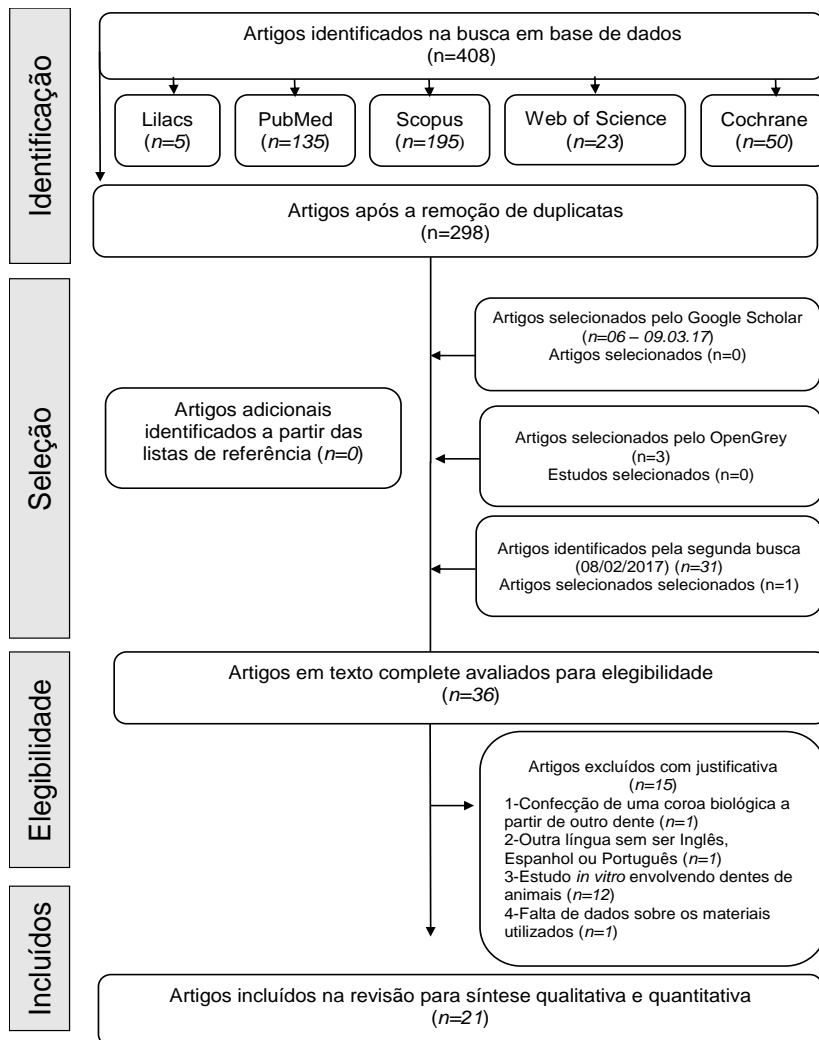 Identificação
Artigos identificados na busca em base de dados
(n=408)
Lilacs
(n=5)
PubMed
(n=135)
Scopus
(n=195)
Web of Science
(n=23)
Cochrane
(n=50)
Artigos após a remoção de duplicatas
(n=298)
Seleção
Artigos selecionados pelo Google Scholar
(n=06 – 09.03.17)
Artigos selecionados (n=0)
Artigos adicionais
identificados a partir das
listas de referência (n=0)
Artigos selecionados pelo OpenGrey
(n=3)
Estudos selecionados (n=0)
Artigos identificados pela segunda busca
(08/02/2017) (n=31)
Artigos selecionados selecionados (n=1)
Elegibilidade
Artigos em texto complete avaliados para elegibilidade
(n=36)
Artigos excluídos com justificativa
(n=15)
1-Confecção de uma coroa biológica a
partir de outro dente (n=1)
2-Outra língua sem ser Inglês,
Espanhol ou Português (n=1)
3-Estudo in vitro envolvendo dentes de
animais (n=12)
4-Falta de dados sobre os materiais
utilizados (n=1)
Incluídos
Artigos incluídos na revisão para síntese qualitativa e quantitativa
(n=21)